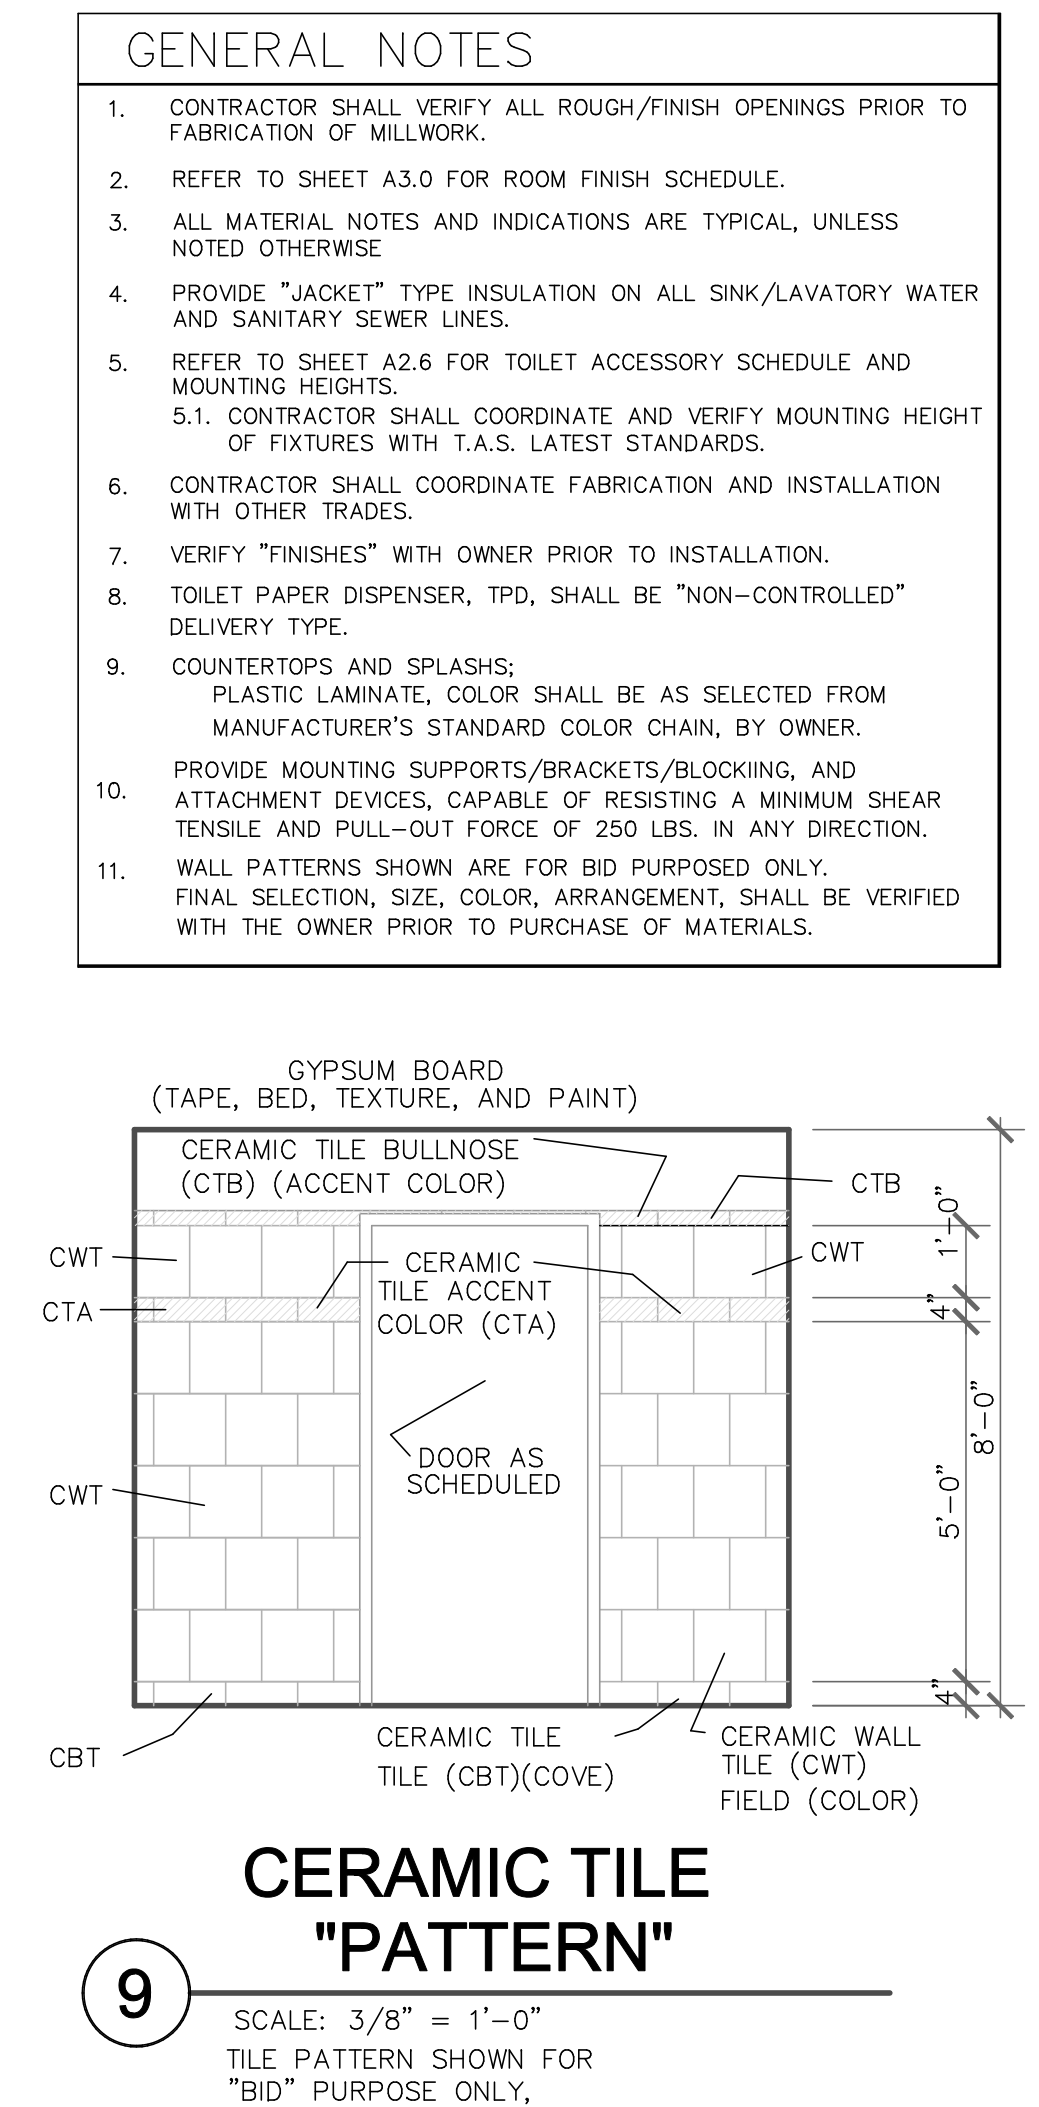 GENERAL NOTES
1. CONTRACTOR SHALL VERIFY ALL ROUGH/FINISH OPENINGS PRIOR TO
FABRICATION OF MILLWORK.
2. REFER TO SHEET A3.0 FOR ROOM FINISH SCHEDULE.
3. ALL MATERIAL NOTES AND INDICATIONS ARE TYPICAL, UNLESS
NOTED OTHERWISE
4. PROVIDE "JACKET" TYPE INSULATION ON ALL SINK/LAVATORY WATER
AND SANITARY SEWER LINES.
5. REFER TO SHEET A2.6 FOR TOILET ACCESSORY SCHEDULE AND
MOUNTING HEIGHTS.
5.1. CONTRACTOR SHALL COORDINATE AND VERIFY MOUNTING HEIGHT
OF FIXTURES WITH T.A.S. LATEST STANDARDS.
6. CONTRACTOR SHALL COORDINATE FABRICATION AND INSTALLATION
WITH OTHER TRADES.
7. VERIFY "FINISHES" WITH OWNER PRIOR TO INSTALLATION.
8. TOILET PAPER DISPENSER, TPD, SHALL BE "NON-CONTROLLED"
DELIVERY TYPE.
9. COUNTERTOPS AND SPLASHS;
PLASTIC LAMINATE, COLOR SHALL BE AS SELECTED FROM
MANUFACTURER'S STANDARD COLOR CHAIN, BY OWNER.
10. PROVIDE MOUNTING SUPPORTS/BRACKETS/BLOCKIING, AND
ATTACHMENT DEVICES, CAPABLE OF RESISTING A MINIMUM SHEAR
TENSILE AND PULL-OUT FORCE OF 250 LBS. IN ANY DIRECTION.
11. WALL PATTERNS SHOWN ARE FOR BID PURPOSED ONLY.
FINAL SELECTION, SIZE, COLOR, ARRANGEMENT, SHALL BE VERIFIED
WITH THE OWNER PRIOR TO PURCHASE OF MATERIALS.
GYPSUM BOARD
(TAPE, BED, TEXTURE, AND PAINT)
CERAMIC TILE BULLNOSE
(CTB) (ACCENT COLOR)
CTB
1'-0"
CWT
CERAMIC
TILE ACCENT
COLOR (CTA)
CWT
CTA
4"
8'-0"
DOOR AS
SCHEDULED
CWT
5'-0"
4"
CBT
CERAMIC TILE
TILE (CBT)(COVE)
CERAMIC WALL
TILE (CWT)
FIELD (COLOR)
CERAMIC TILE
"PATTERN"
9
SCALE: 3/8" = 1'-0"
TILE PATTERN SHOWN FOR
"BID" PURPOSE ONLY,